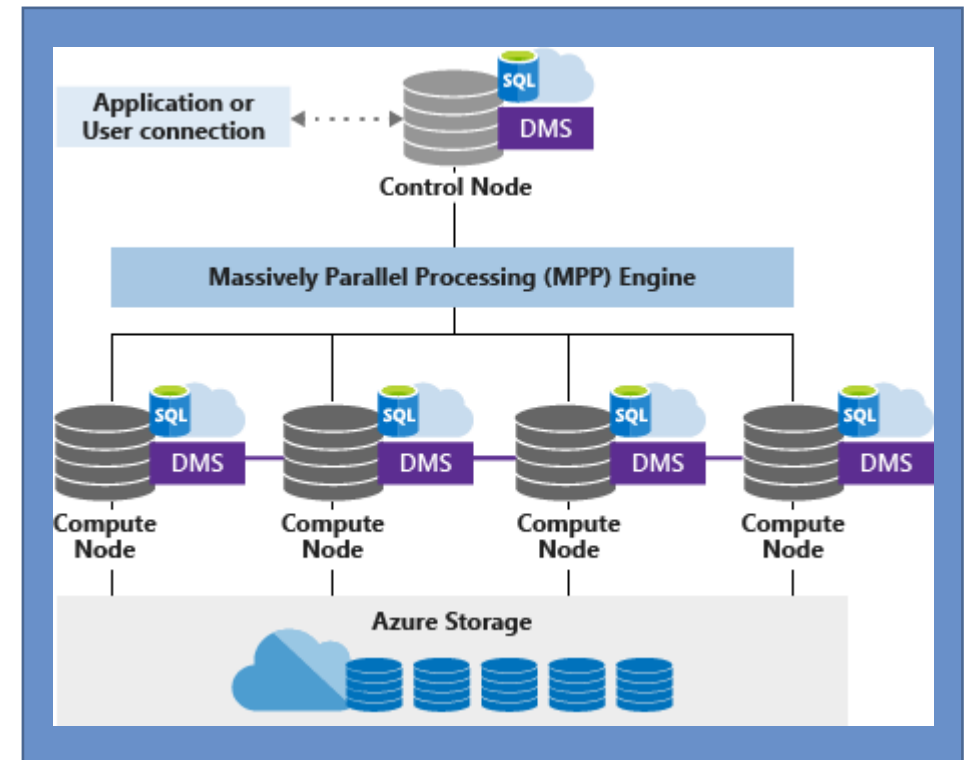 SQL
Application or
User connection
DMS
Control Node
Massively Parallel Processing (MPP) Engine
SQL SQL SQL SQL
DMS DMS DMS DMS
Compute Compute Compute Compute
Node Node Node Node
Azure Storage